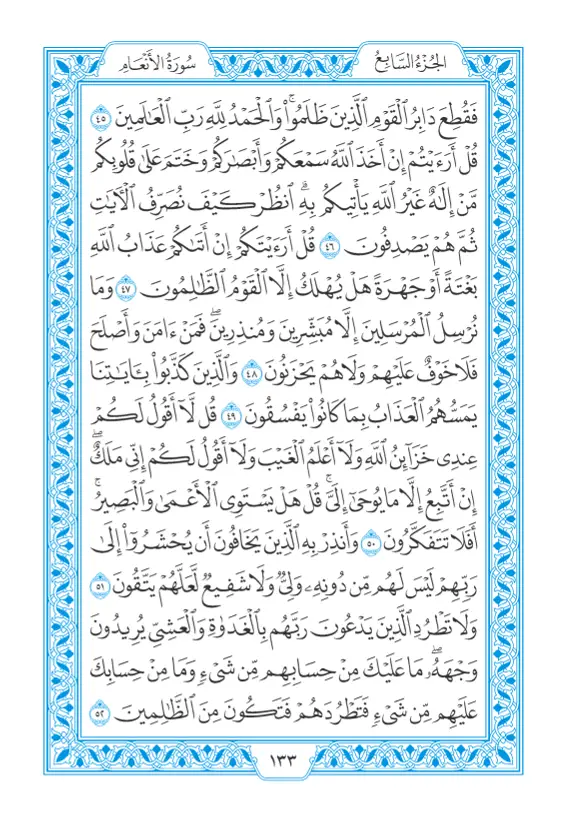 الجُزْءُ السَّابِعُ
سُورَةُ الأَنْعَامِ
فَقُطِعَ دَابِرُ ٱلْقَوْمِ ٱلَّذِينَ ظَلَمُوا۟ۚ وَٱلْحَمْدُ لِلَّهِ رَبِّ ٱلْعَٰلَمِينَ ٤٥
قُلْ أَرَءَيْتُمْ إِنْ أَخَذَ ٱللَّهُ سَمْعَكُمْ وَأَبْصَٰرَكُمْ وَخَتَمَ عَلَىٰ قُلُوبِكُم
مَّنْ إِلَٰهٌ غَيْرُ ٱللَّهِ يَأْتِيكُم بِهِۗ ٱنظُرْ كَيْفَ نُصَرِّفُ ٱلْءَايَٰتِ
ثُمَّ هُمْ يَصْدِفُونَ ٤٦ قُلْ أَرَءَيْتَكُمْ إِنْ أَتَىٰكُمْ عَذَابُ ٱللَّهِ
بَغْتَةً أَوْ جَهْرَةً هَلْ يُهْلَكُ إِلَّا ٱلْقَوْمُ ٱلظَّٰلِمُونَ ٤٧ وَمَا
نُرْسِلُ ٱلْمُرْسَلِينَ إِلَّا مُبَشِّرِينَ وَمُنذِرِينَۖ فَمَنْ ءَامَنَ وَأَصْلَحَ
فَلَا خَوْفٌ عَلَيْهِمْ وَلَا هُمْ يَحْزَنُونَ ٤٨ وَٱلَّذِينَ كَذَّبُوا۟ بِـَٔايَٰتِنَا
يَمَسُّهُمُ ٱلْعَذَابُ بِمَا كَانُوا۟ يَفْسُقُونَ ٤٩ قُل لَّآ أَقُولُ لَكُمْ
عِندِى خَزَآئِنُ ٱللَّهِ وَلَآ أَعْلَمُ ٱلْغَيْبَ وَلَآ أَقُولُ لَكُمْ إِنِّى مَلَكٌۖ
إِنْ أَتَّبِعُ إِلَّا مَا يُوحَىٰٓ إِلَىَّۚ قُلْ هَلْ يَسْتَوِى ٱلْأَعْمَىٰ وَٱلْبَصِيرُۚ
أَفَلَا تَتَفَكَّرُونَ ٥٠ وَأَنذِرْ بِهِ ٱلَّذِينَ يَخَافُونَ أَن يُحْشَرُوٓا۟ إِلَىٰ
رَبِّهِمْ لَيْسَ لَهُم مِّن دُونِهِۦ وَلِىٌّ وَلَا شَفِيعٌ لَّعَلَّهُمْ يَتَّقُونَ ٥١
وَلَا تَطْرُدِ ٱلَّذِينَ يَدْعُونَ رَبَّهُم بِٱلْغَدَوٰةِ وَٱلْعَشِىِّ يُرِيدُونَ
وَجْهَهُۥۖ مَا عَلَيْكَ مِنْ حِسَابِهِم مِّن شَىْءٍ وَمَا مِنْ حِسَابِكَ
عَلَيْهِم مِّن شَىْءٍ فَتَطْرُدَهُمْ فَتَكُونَ مِنَ ٱلظَّٰلِمِينَ ٥٢
١٣٣